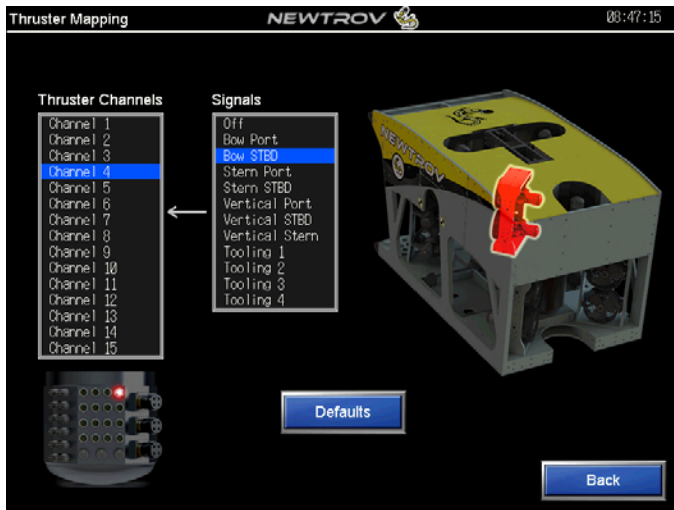 Thruster Mapping
NEWTROV
08:47:15
Thruster Channels
Channel 1
Channel 2
Channel 3
Channel 4
Channel 5
Channel 6
Channel 7
Channel 8
Channel 9
Channel 10
Channel 11
Channel 12
Channel 13
Channel 14
Channel 15
Signals
Off
Bow Port
Bow STBD
Stern Port
Stern STBD
Vertical Port
Vertical STBD
Vertical Stern
Tooling 1
Tooling 2
Tooling 3
Tooling 4
NEWTROV
Defaults
Back